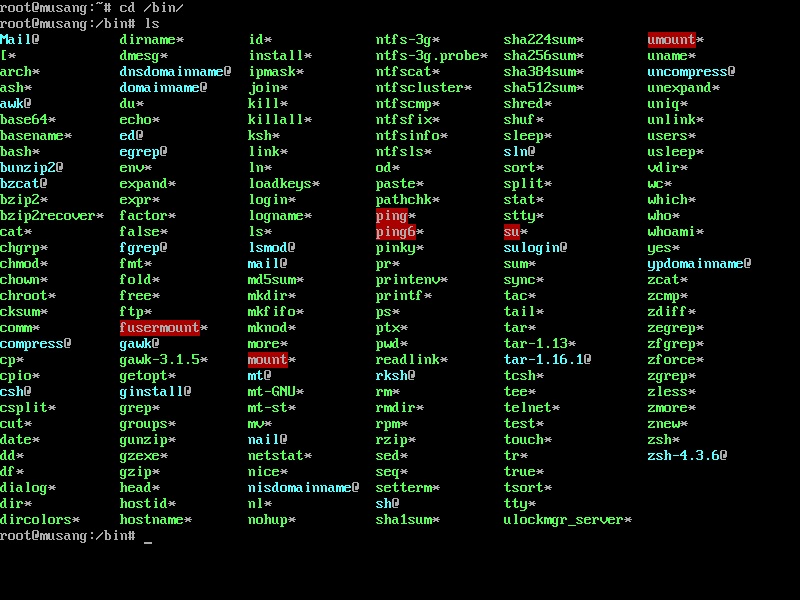 root@musang:~# cd /bin/
root@musang:/bin# ls
Mail@ dirname* id* ntfs-3g* sha224sum* umount*
[* dmesg* install* ntfs-3g.probe* sha256sum* uname*
arch* dnsdomainname@ ipmask* ntfscat* sha384sum* uncompress@
ash* domainname@ join* ntfscluster* sha512sum* unexpand*
awk@ du* kill* ntfscmp* shred* uniq*
base64* echo* killall* ntfsfix* shuf* unlink*
basename* ed@ ksh* ntfsinfo* sleep* users*
bash* egrep@ link* ntfsls* sln@ usleep*
bunzip2@ env* ln* od* sort* vdir*
bzcat@ expand* loadkeys* paste* split* wc*
bzip2* expr* login* pathchk* stat* which*
bzip2recover* factor* logname* ping* stty* who*
cat* false* ls* ping6* su* whoami*
chgrp* fgrep@ lsmod@ pinky* sulogin@ yes*
chmod* fmt* mail@ pr* sum* ypdomainname@
chown* fold* md5sum* printenv* sync* zcat*
chroot* free* mkdir* printf* tac* zcmp*
cksum* ftp* mkfifo* ps* tail* zdiff*
comm* fusermount* mknod* ptx* tar* zegrep*
compress@ gawk@ more* pwd* tar-1.13* zfgrep*
cp* gawk-3.1.5* mount* readlink* tar-1.16.1@ zforce*
cpio* getopt* mt@ rksh@ tcsh* zgrep*
csh@ ginstall@ mt-GNU* rm* tee* zless*
csplit* grep* mt-st* rmdir* telnet* zmore*
cut* groups* mv* rpm* test* znew*
date* gunzip* nail@ rzip* touch* zsh*
dd* gzexe* netstat* sed* tr* zsh-4.3.6@
df* gzip* nice* seq* true*
dialog* head* nisdomainname@ setterm* tsort*
dir* hostid* nl* sh@ tty*
dircolors* hostname* nohup* sha1sum* ulockmgr_server*
root@musang:/bin# _